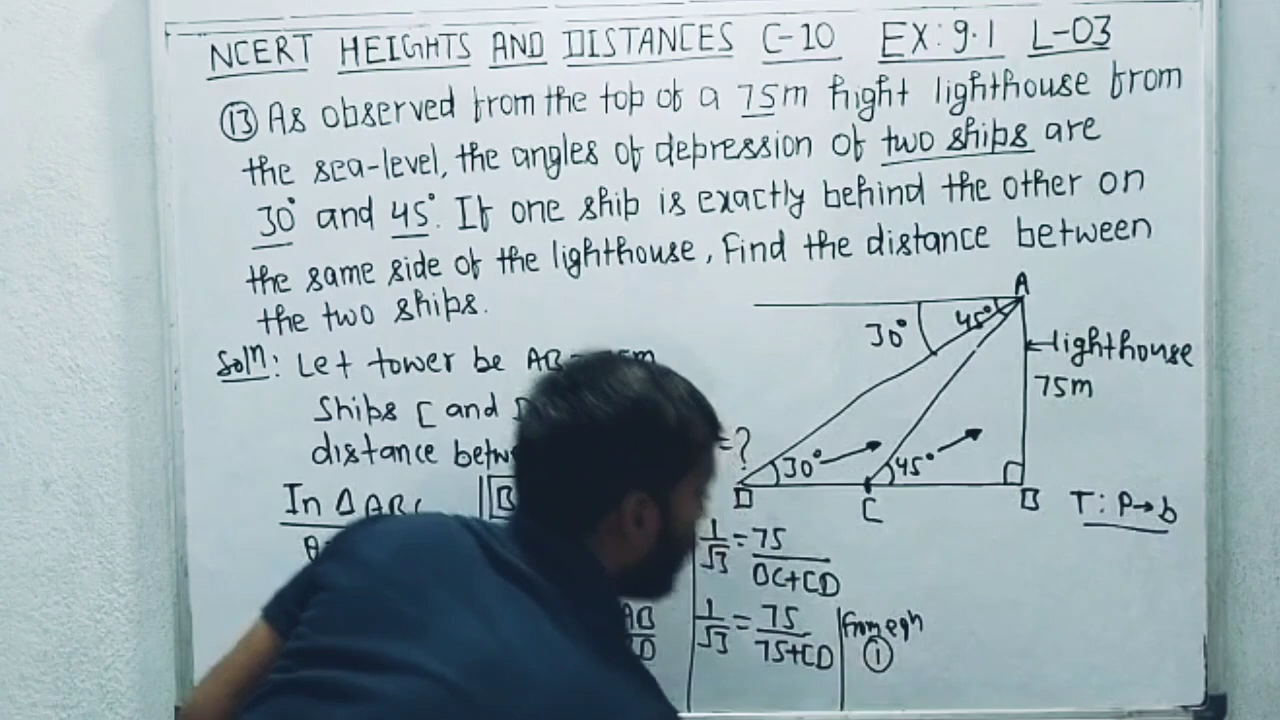 NCERT HEIGHTS AND DISTANCES C-10 EX: 9.1 L-03
(13) As observed from the top of a 75m hight lighthouse from
the sea-level, the angles of depression of two ships are
30° and 45°. If one ship is exactly behind the other on
the same side of the lighthouse, Find the distance between
the two ships.
Soln: Let tower be AB
Ships C and
distance
=?
In Δ ABC
A
30° 45°
lighthouse
75m
30° 45°
D C B
T: P→b
1/√3 = 75/BC+CD
1/√3 = 75/75+CD
from eqn
①